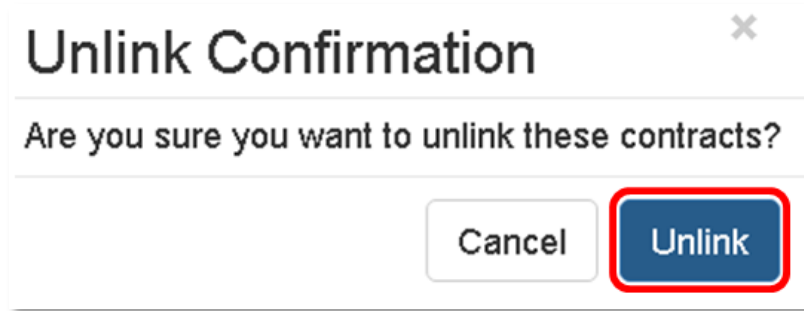 Unlink Confirmation
Are you sure you want to unlink these contracts?
Cancel Unlink